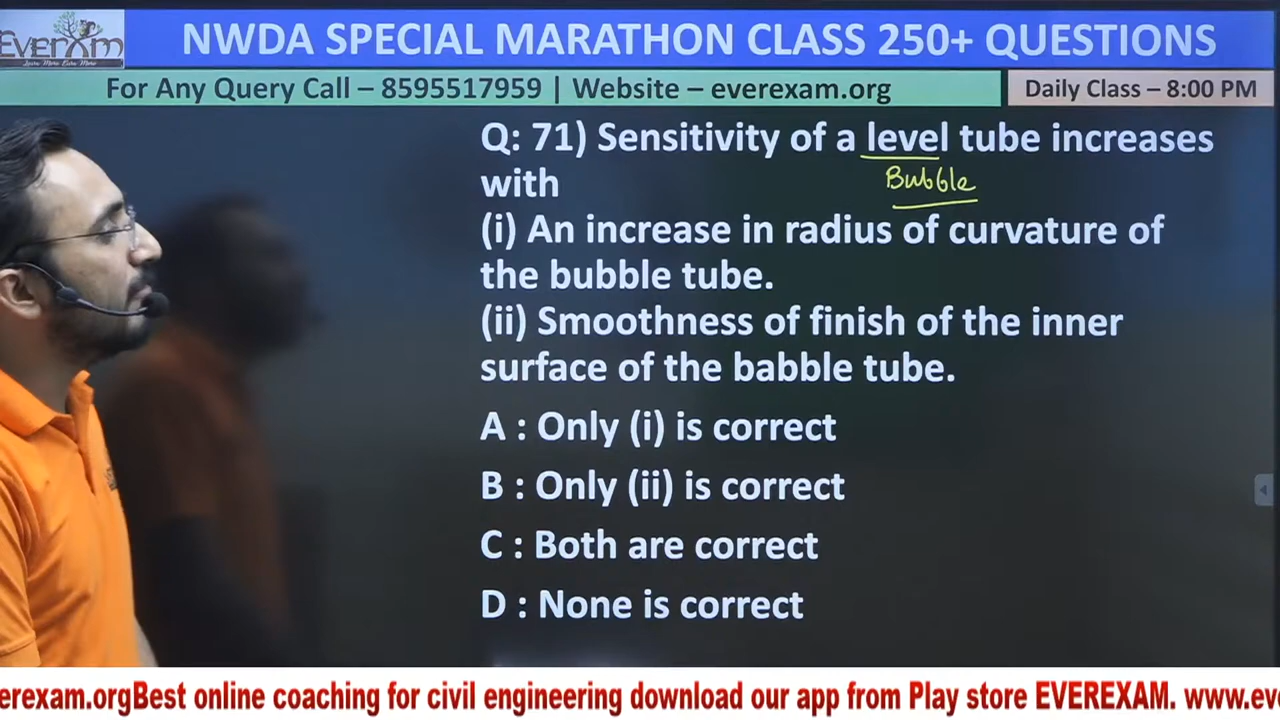 EverExam
Learn More Earn More
NWDA SPECIAL MARATHON CLASS 250+ QUESTIONS
For Any Query Call – 8595517959 | Website – everexam.org
Daily Class – 8:00 PM
Q: 71) Sensitivity of a level tube increases
with
Bubble
(i) An increase in radius of curvature of
the bubble tube.
(ii) Smoothness of finish of the inner
surface of the babble tube.
A : Only (i) is correct
B : Only (ii) is correct
C : Both are correct
D : None is correct
erexam.orgBest online coaching for civil engineering download our app from Play store EVEREXAM. www.eve